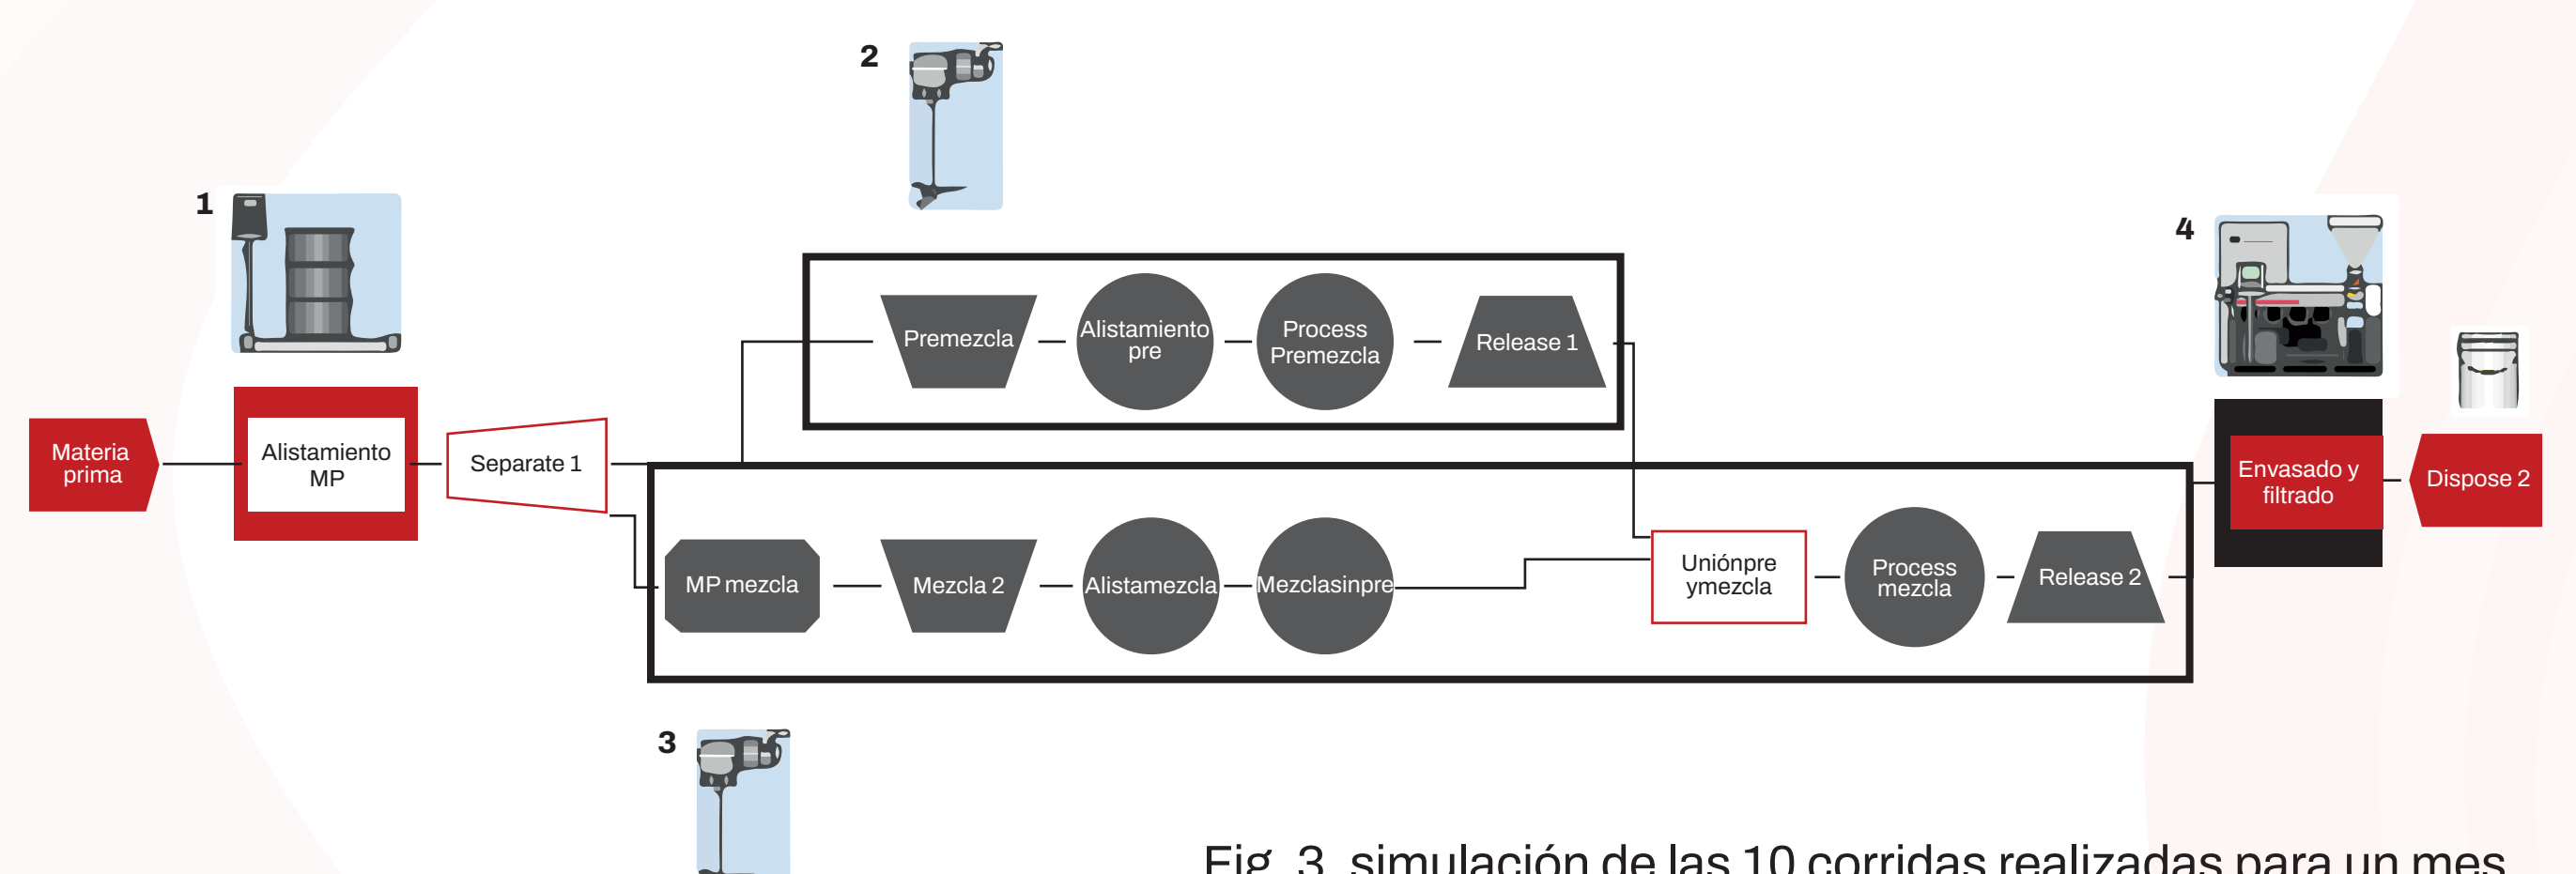 2
1
4
Premezcla
Alistamiento
pre
Process
Premezcla
Release 1
Materia
prima
Alistamiento
MP
Separate 1
Envasado y
filtrado
Dispose 2
MP mezcla
Mezcla 2
Alistamezcla
Mezclasinpre
Uniónpre
ymezcla
Process
mezcla
Release 2
3
Fig. 3. simulación de las 10 corridas realizadas para un mes